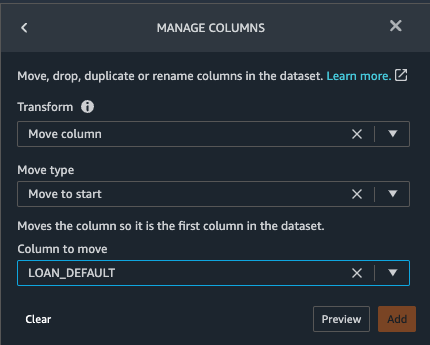 MANAGE COLUMNS
Move, drop, duplicate or rename columns in the dataset. Learn more.
Transform
Move column
Move type
Move to start
Moves the column so it is the first column in the dataset.
Column to move
LOAN_DEFAULT
Clear
Preview
Add